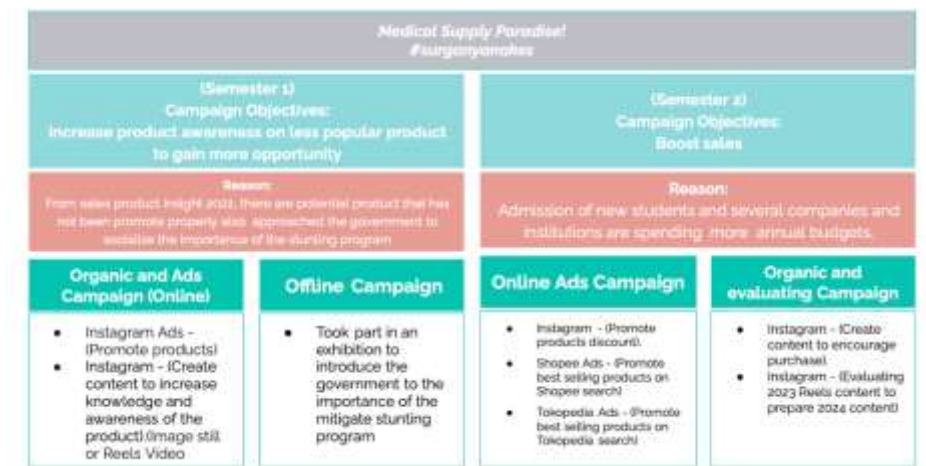 Medical Supply Paradise!
#surganyanakes
(Semester 1)
Campaign Objectives:
Increase product awareness on less popular product
to gain more opportunity
(Semester 2)
Campaign Objectives:
Boost sales
Reason:
From sales product insight 2022, there are potential product that has
not been promote properly also approached the government to
socialise the importance of the stunting program
Reason:
Admission of new students and several companies and
institutions are spending more annual budgets.
Organic and Ads
Campaign (Online)
● Instagram Ads -
(Promote products)
● Instagram - (Create
content to increase
knowledge and
awareness of the
product).(Image still
or Reels Video
Offline Campaign
● Took part in an
exhibition to
introduce the
government to the
importance of the
mitigate stunting
program
Online Ads Campaign
● Instagram - (Promote
products discount).
● Shopee Ads - (Promote
best selling products on
Shopee search)
● Tokopedia Ads - (Promote
best selling products on
Tokopedia search)
Organic and
evaluating Campaign
● Instagram - (Create
content to encourage
purchase)
● Instagram - (Evaluating
2023 Reels content to
prepare 2024 content)